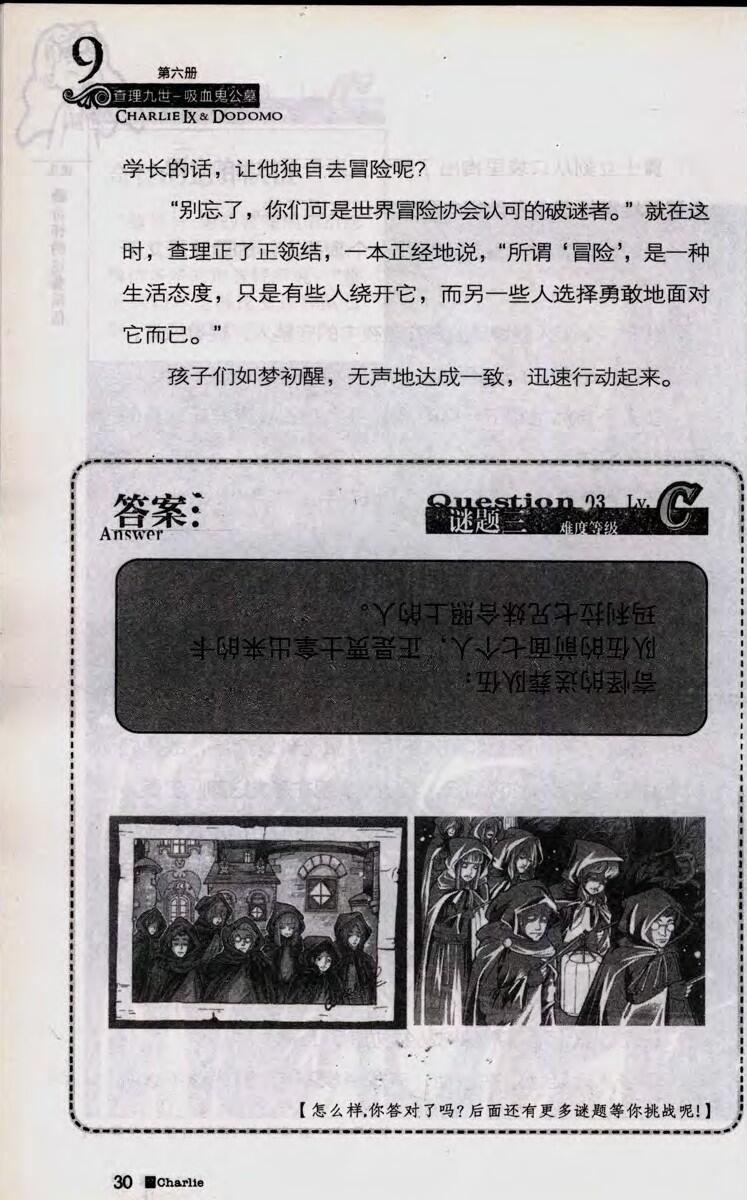 9
第六册
查理九世-吸血鬼公墓
CHARLIE IX & DODOMO
学长的话，让他独自去冒险呢？
“别忘了，你们可是世界冒险协会认可的破谜者。”就在这
时，查理正了正领结，一本正经地说，“所谓‘冒险’，是一种
生活态度，只是有些人绕开它，而另一些人选择勇敢地面对
它而已。”
孩子们如梦初醒，无声地达成一致，迅速行动起来。
答案：
Answer
Question 03 Lv. C
谜题三 难度等级
奇怪的送葬队伍：
队伍的前面七个人，正是贾士拿出来的卡
玛利拉七兄妹合照上的人。
【怎么样，你答对了吗？后面还有更多谜题等你挑战呢！】
30 Charlie